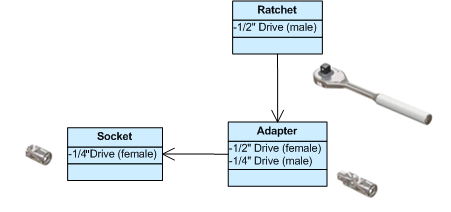 Ratchet
-1/2" Drive (male)
Socket
-1/4"Drive (female)
Adapter
-1/2" Drive (female)
-1/4" Drive (male)